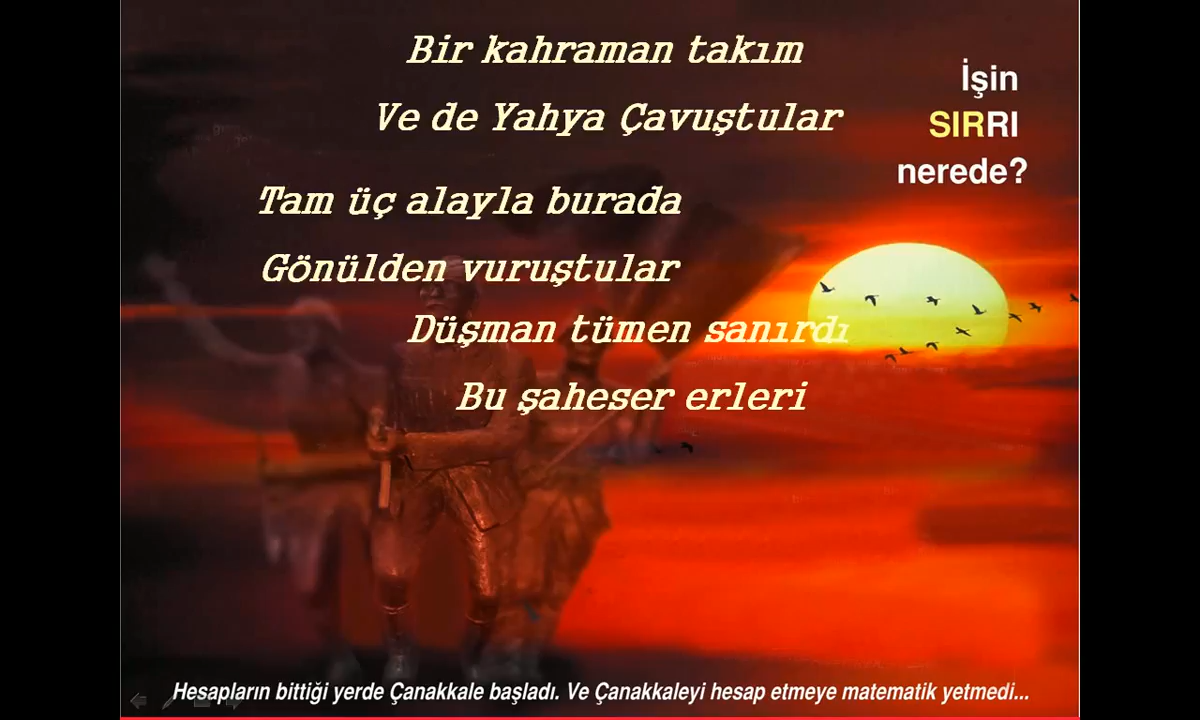 Bir kahraman takım
Ve de Yahya Çavuştular
Tam üç alayla burada
Gönülden vuruştular
Düşman tümen sanırdı
Bu şaheser erleri
İşin
SIRRI
nerede?
Hesapların bittiği yerde Çanakkale başladı. Ve Çanakkaleyi hesap etmeye matematik yetmedi...